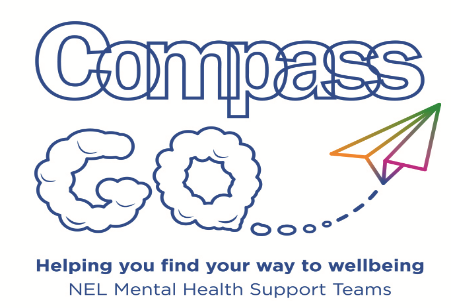 Compass
GO
Helping you find your way to wellbeing
NEL Mental Health Support Teams